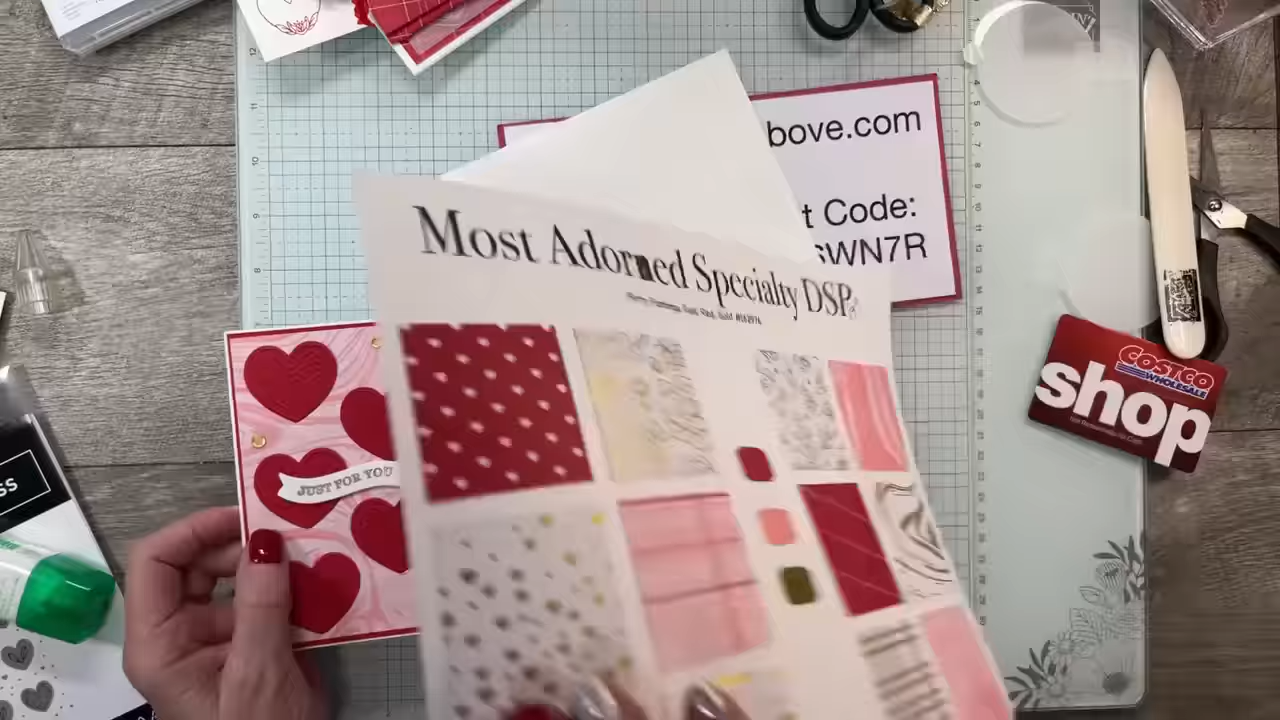 bove.com
t Code:
SWN7R
Most Adorned Specialty DSP
COSTCO
WHOLESALE
shop
JUST FOR YOU
SS